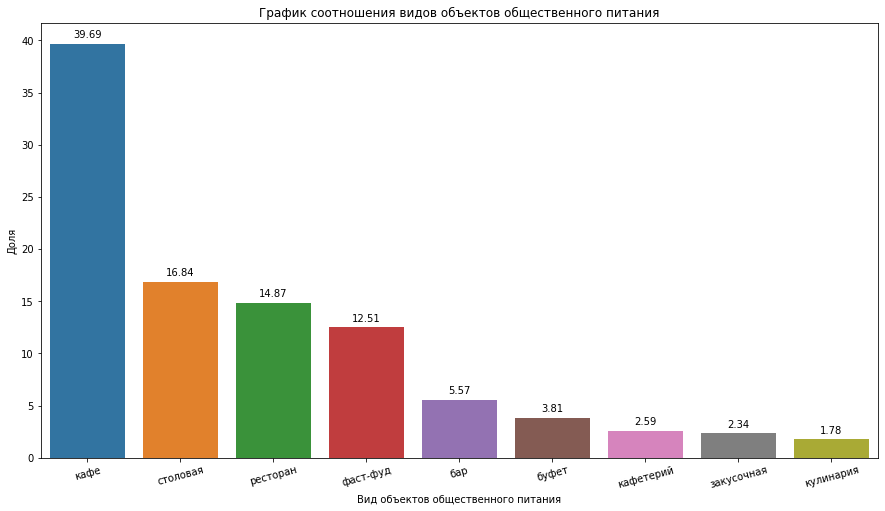 График соотношения видов объектов общественного питания
Доля
40
35
30
25
20
15
10
5
0
39.69
16.84
14.87
12.51
5.57
3.81
2.59
2.34
1.78
кафе
столовая
ресторан
фаст-фуд
бар
буфет
кафетерий
закусочная
кулинария
Вид объектов общественного питания